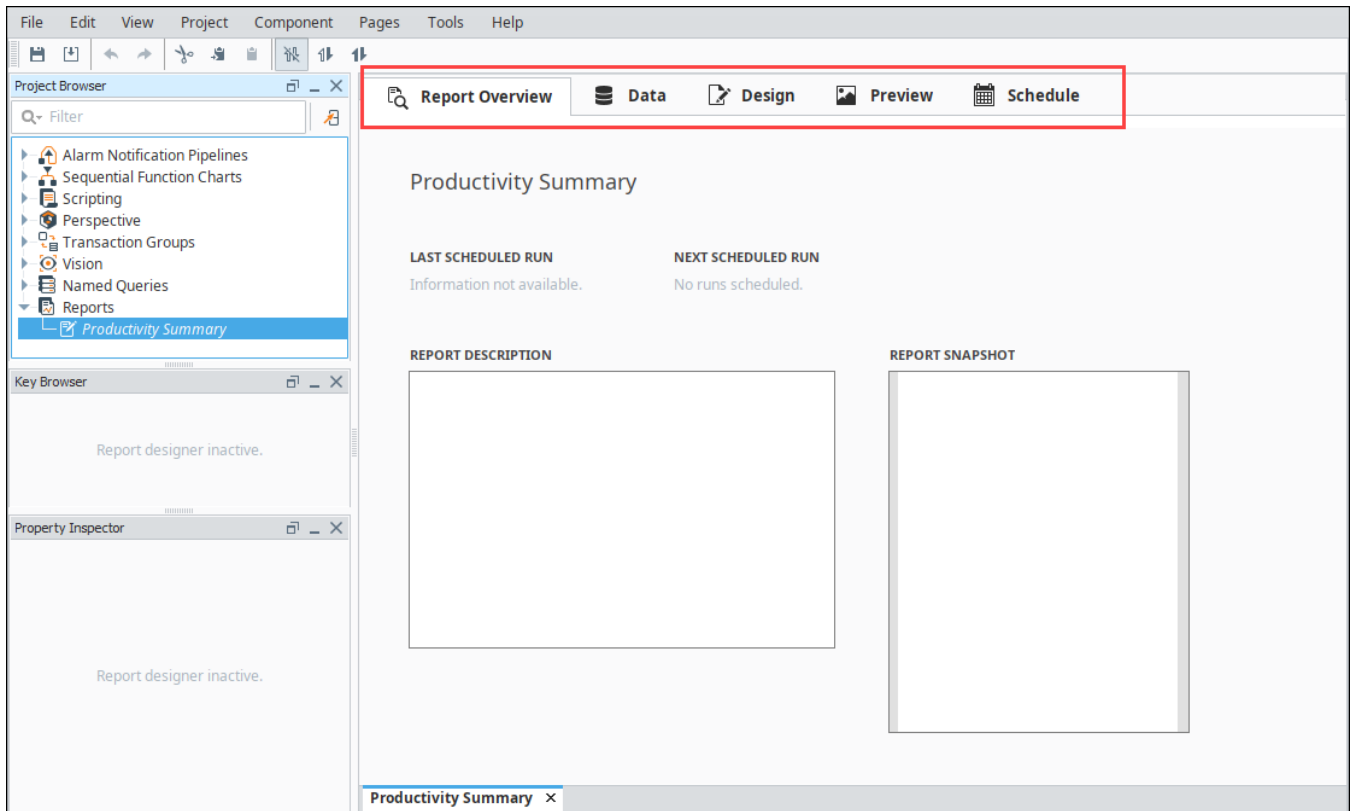 File Edit View Project Component Pages Tools Help
Project Browser
Filter
Alarm Notification Pipelines
Sequential Function Charts
Scripting
Perspective
Transaction Groups
Vision
Named Queries
Reports
Productivity Summary
Key Browser
Report designer inactive.
Property Inspector
Report designer inactive.
Report Overview Data Design Preview Schedule
Productivity Summary
LAST SCHEDULED RUN NEXT SCHEDULED RUN
Information not available. No runs scheduled.
REPORT DESCRIPTION REPORT SNAPSHOT
Productivity Summary